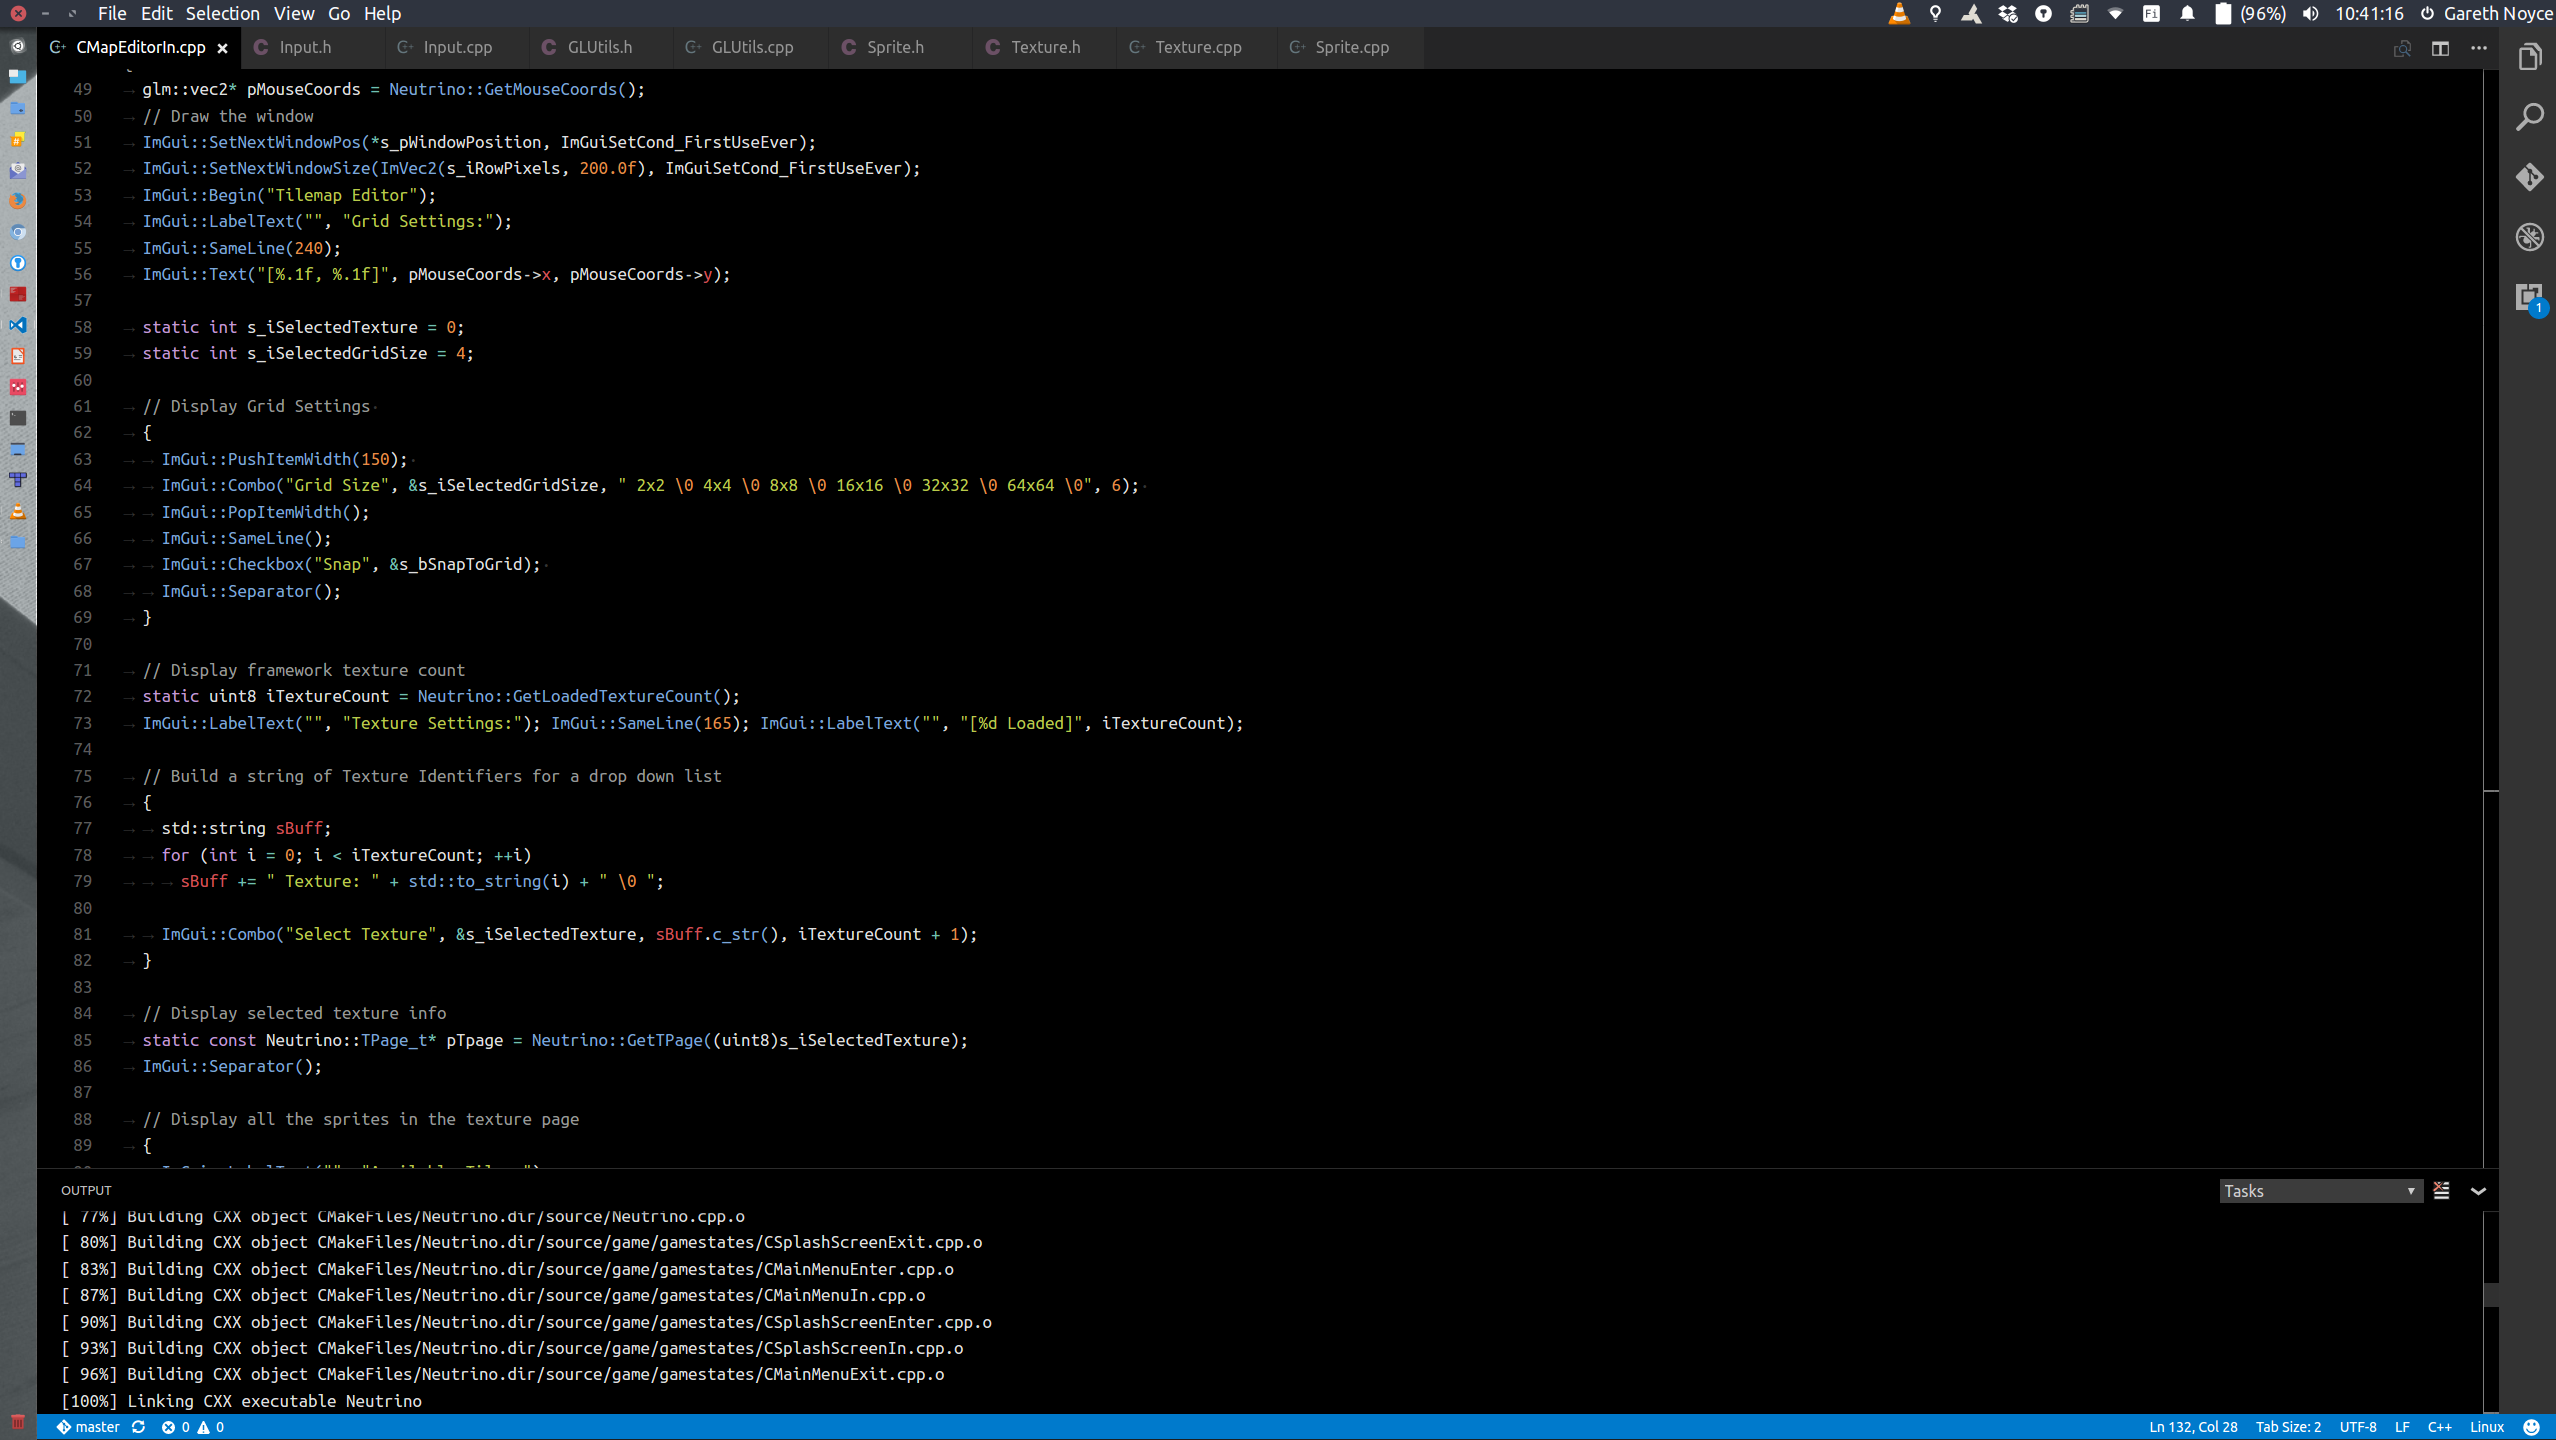 File Edit Selection View Go Help
Fi (96%) 10:41:16 Gareth Noyce
CMapEditorIn.cpp Input.h Input.cpp GLUtils.h GLUtils.cpp Sprite.h Texture.h Texture.cpp Sprite.cpp
49 glm::vec2* pMouseCoords = Neutrino::GetMouseCoords();
50 // Draw the window
51 ImGui::SetNextWindowPos(*s_pWindowPosition, ImGuiSetCond_FirstUseEver);
52 ImGui::SetNextWindowSize(ImVec2(s_iRowPixels, 200.0f), ImGuiSetCond_FirstUseEver);
53 ImGui::Begin("Tilemap Editor");
54 ImGui::LabelText("", "Grid Settings:");
55 ImGui::SameLine(240);
56 ImGui::Text("[%.1f, %.1f]", pMouseCoords->x, pMouseCoords->y);
57
58 static int s_iSelectedTexture = 0;
59 static int s_iSelectedGridSize = 4;
60
61 // Display Grid Settings
62 {
63 ImGui::PushItemWidth(150);
64 ImGui::Combo("Grid Size", &s_iSelectedGridSize, " 2x2 \0 4x4 \0 8x8 \0 16x16 \0 32x32 \0 64x64 \0", 6);
65 ImGui::PopItemWidth();
66 ImGui::SameLine();
67 ImGui::Checkbox("Snap", &s_bSnapToGrid);
68 ImGui::Separator();
69 }
70
71 // Display framework texture count
72 static uint8 iTextureCount = Neutrino::GetLoadedTextureCount();
73 ImGui::LabelText("", "Texture Settings:"); ImGui::SameLine(165); ImGui::LabelText("", "[%d Loaded]", iTextureCount);
74
75 // Build a string of Texture Identifiers for a drop down list
76 {
77 std::string sBuff;
78 for (int i = 0; i < iTextureCount; ++i)
79 sBuff += " Texture: " + std::to_string(i) + " \0 ";
80
81 ImGui::Combo("Select Texture", &s_iSelectedTexture, sBuff.c_str(), iTextureCount + 1);
82 }
83
84 // Display selected texture info
85 static const Neutrino::TPage_t* pTpage = Neutrino::GetTPage((uint8)s_iSelectedTexture);
86 ImGui::Separator();
87
88 // Display all the sprites in the texture page
89 {
1
OUTPUT
Tasks
[ 77%] Building CXX object CMakeFiles/Neutrino.dir/source/Neutrino.cpp.o
[ 80%] Building CXX object CMakeFiles/Neutrino.dir/source/game/gamestates/CSplashScreenExit.cpp.o
[ 83%] Building CXX object CMakeFiles/Neutrino.dir/source/game/gamestates/CMainMenuEnter.cpp.o
[ 87%] Building CXX object CMakeFiles/Neutrino.dir/source/game/gamestates/CMainMenuIn.cpp.o
[ 90%] Building CXX object CMakeFiles/Neutrino.dir/source/game/gamestates/CSplashScreenEnter.cpp.o
[ 93%] Building CXX object CMakeFiles/Neutrino.dir/source/game/gamestates/CSplashScreenIn.cpp.o
[ 96%] Building CXX object CMakeFiles/Neutrino.dir/source/game/gamestates/CMainMenuExit.cpp.o
[100%] Linking CXX executable Neutrino
master 0 0 Ln 132, Col 28 Tab Size: 2 UTF-8 LF C++ Linux